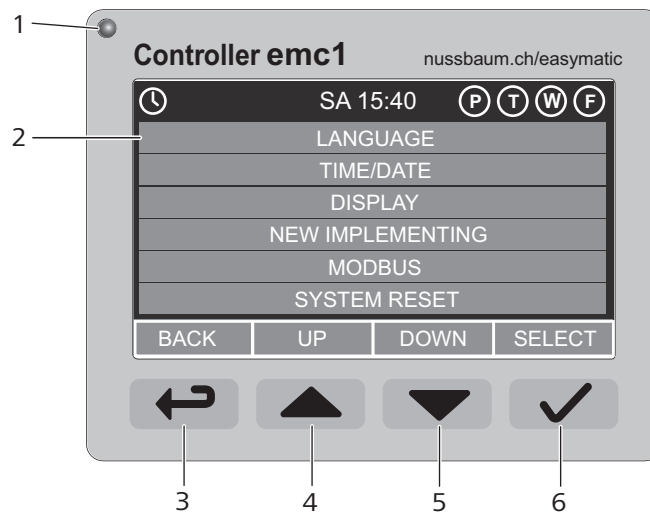 1
Controller emc1 nussbaum.ch/easymatic
SA 15:40 P T W F
2
LANGUAGE
TIME/DATE
DISPLAY
NEW IMPLEMENTING
MODBUS
SYSTEM RESET
BACK UP DOWN SELECT
3 4 5 6